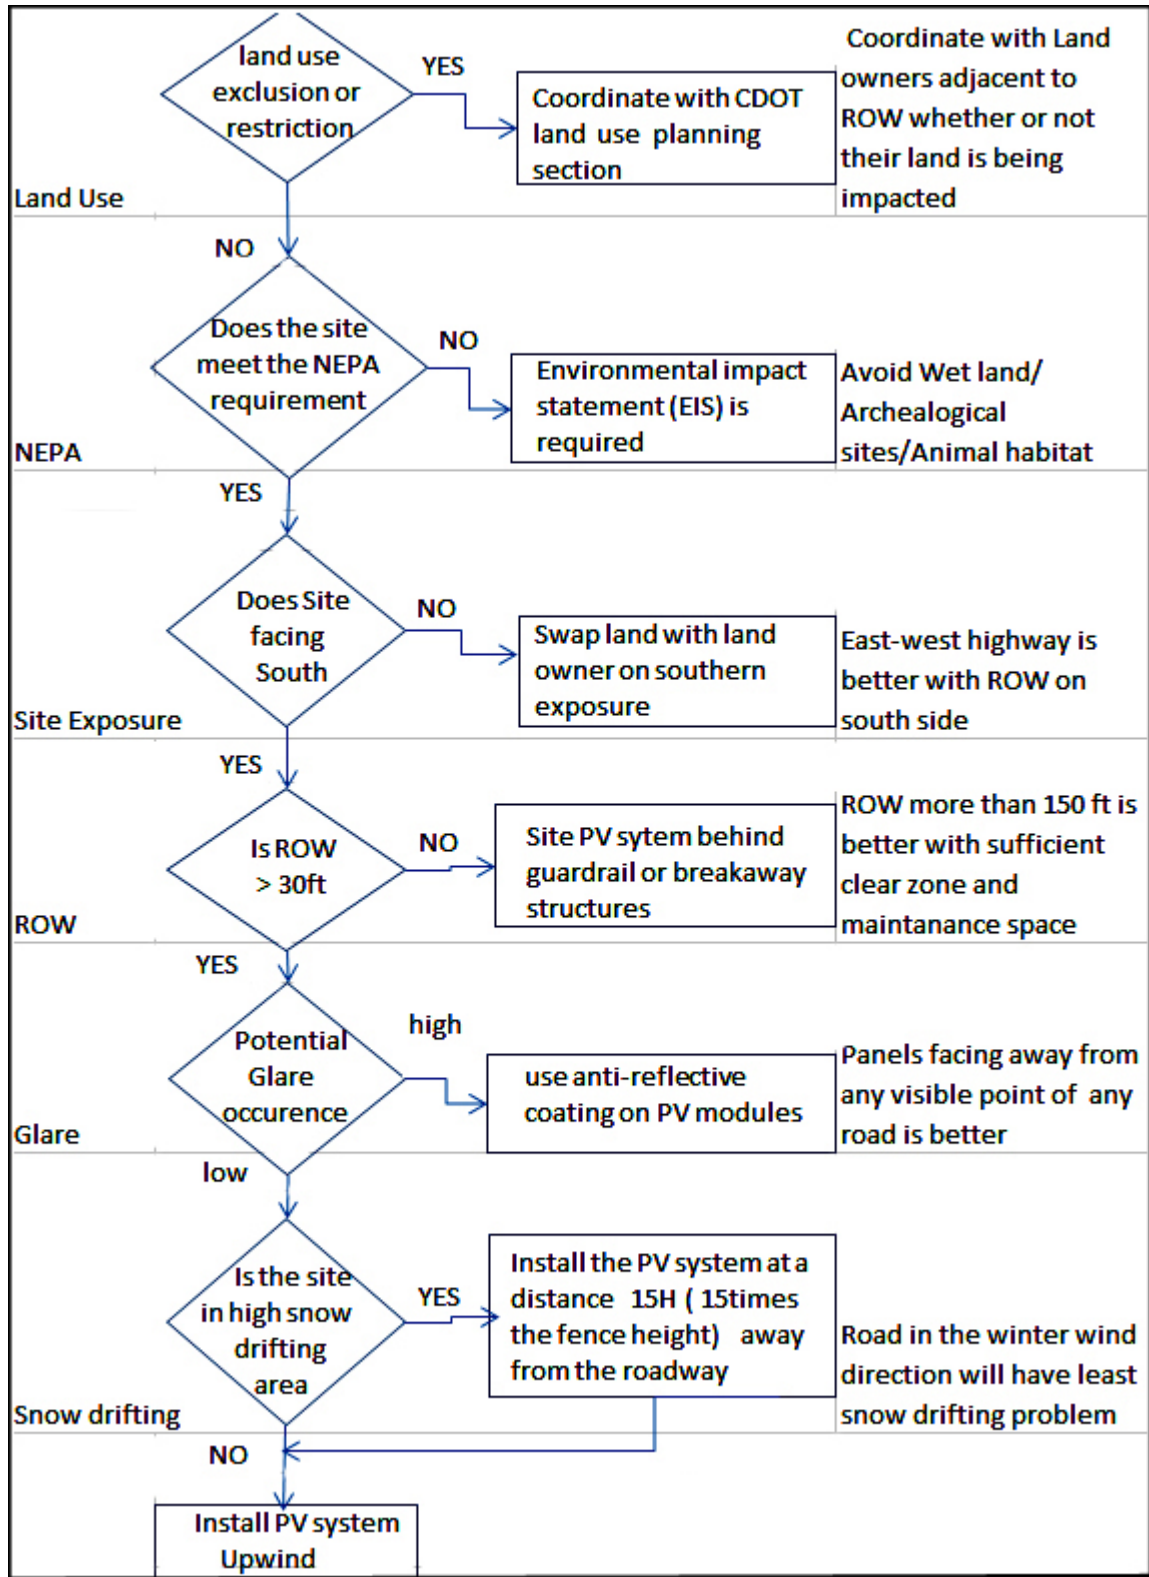 land use
exclusion or
restriction
YES
Coordinate with CDOT
land use planning
section
Coordinate with Land
owners adjacent to
ROW whether or not
their land is being
impacted
Land Use
NO
Does the site
meet the NEPA
requirement
NO
Environmental impact
statement (EIS) is
required
Avoid Wet land/
Archealogical
sites/Animal habitat
NEPA
YES
Does Site
facing
South
NO
Swap land with land
owner on southern
exposure
East-west highway is
better with ROW on
south side
Site Exposure
YES
Is ROW
> 30ft
NO
Site PV sytem behind
guardrail or breakaway
structures
ROW more than 150 ft is
better with sufficient
clear zone and
maintanance space
ROW
YES
Potential
Glare
occurence
high
use anti-reflective
coating on PV modules
Panels facing away from
any visible point of any
road is better
Glare
low
Is the site
in high snow
drifting
area
YES
Install the PV system at a
distance 15H ( 15times
the fence height) away
from the roadway
Road in the winter wind
direction will have least
snow drifting problem
Snow drifting
NO
Install PV system
Upwind